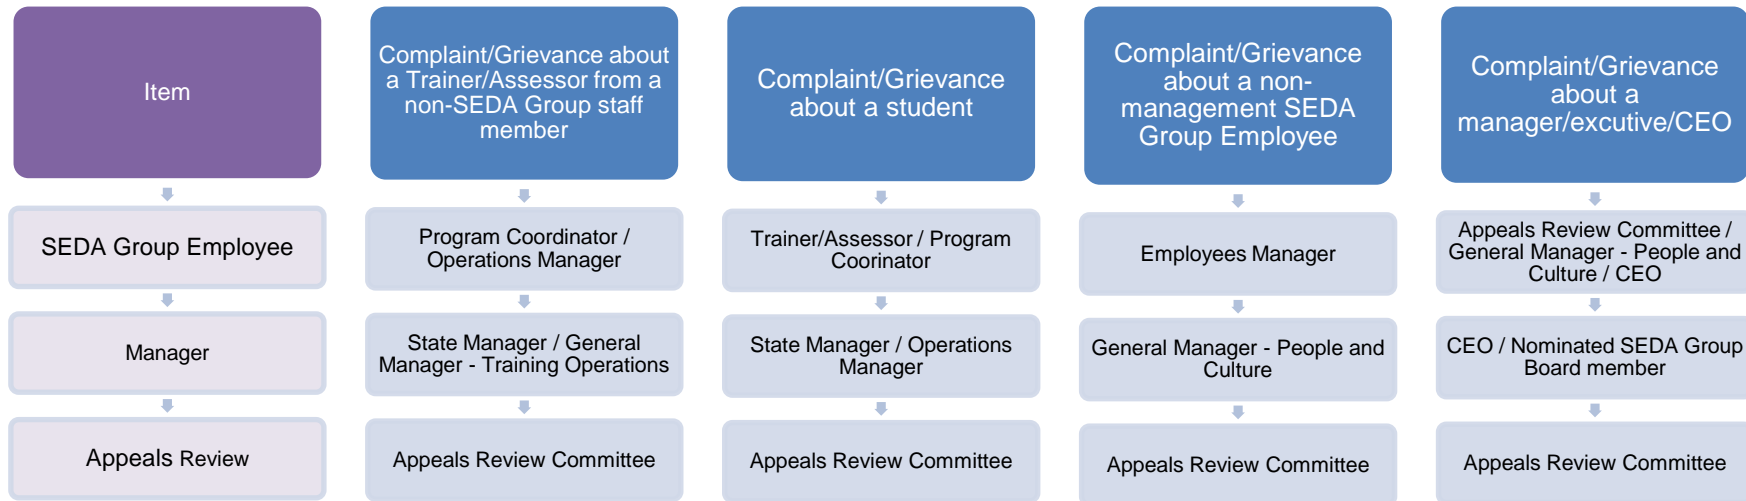 Item
SEDA Group Employee
Manager
Appeals Review
Complaint/Grievance about
a Trainer/Assessor from a
non-SEDA Group staff
member
Program Coordinator /
Operations Manager
State Manager / General
Manager - Training Operations
Appeals Review Committee
Complaint/Grievance
about a student
Trainer/Assessor / Program
Coorinator
State Manager / Operations
Manager
Appeals Review Committee
Complaint/Grievance
about a non-
management SEDA
Group Employee
Employees Manager
General Manager - People and
Culture
Appeals Review Committee
Complaint/Grievance
about a
manager/excutive/CEO
Appeals Review Committee /
General Manager - People and
Culture / CEO
CEO / Nominated SEDA Group
Board member
Appeals Review Committee